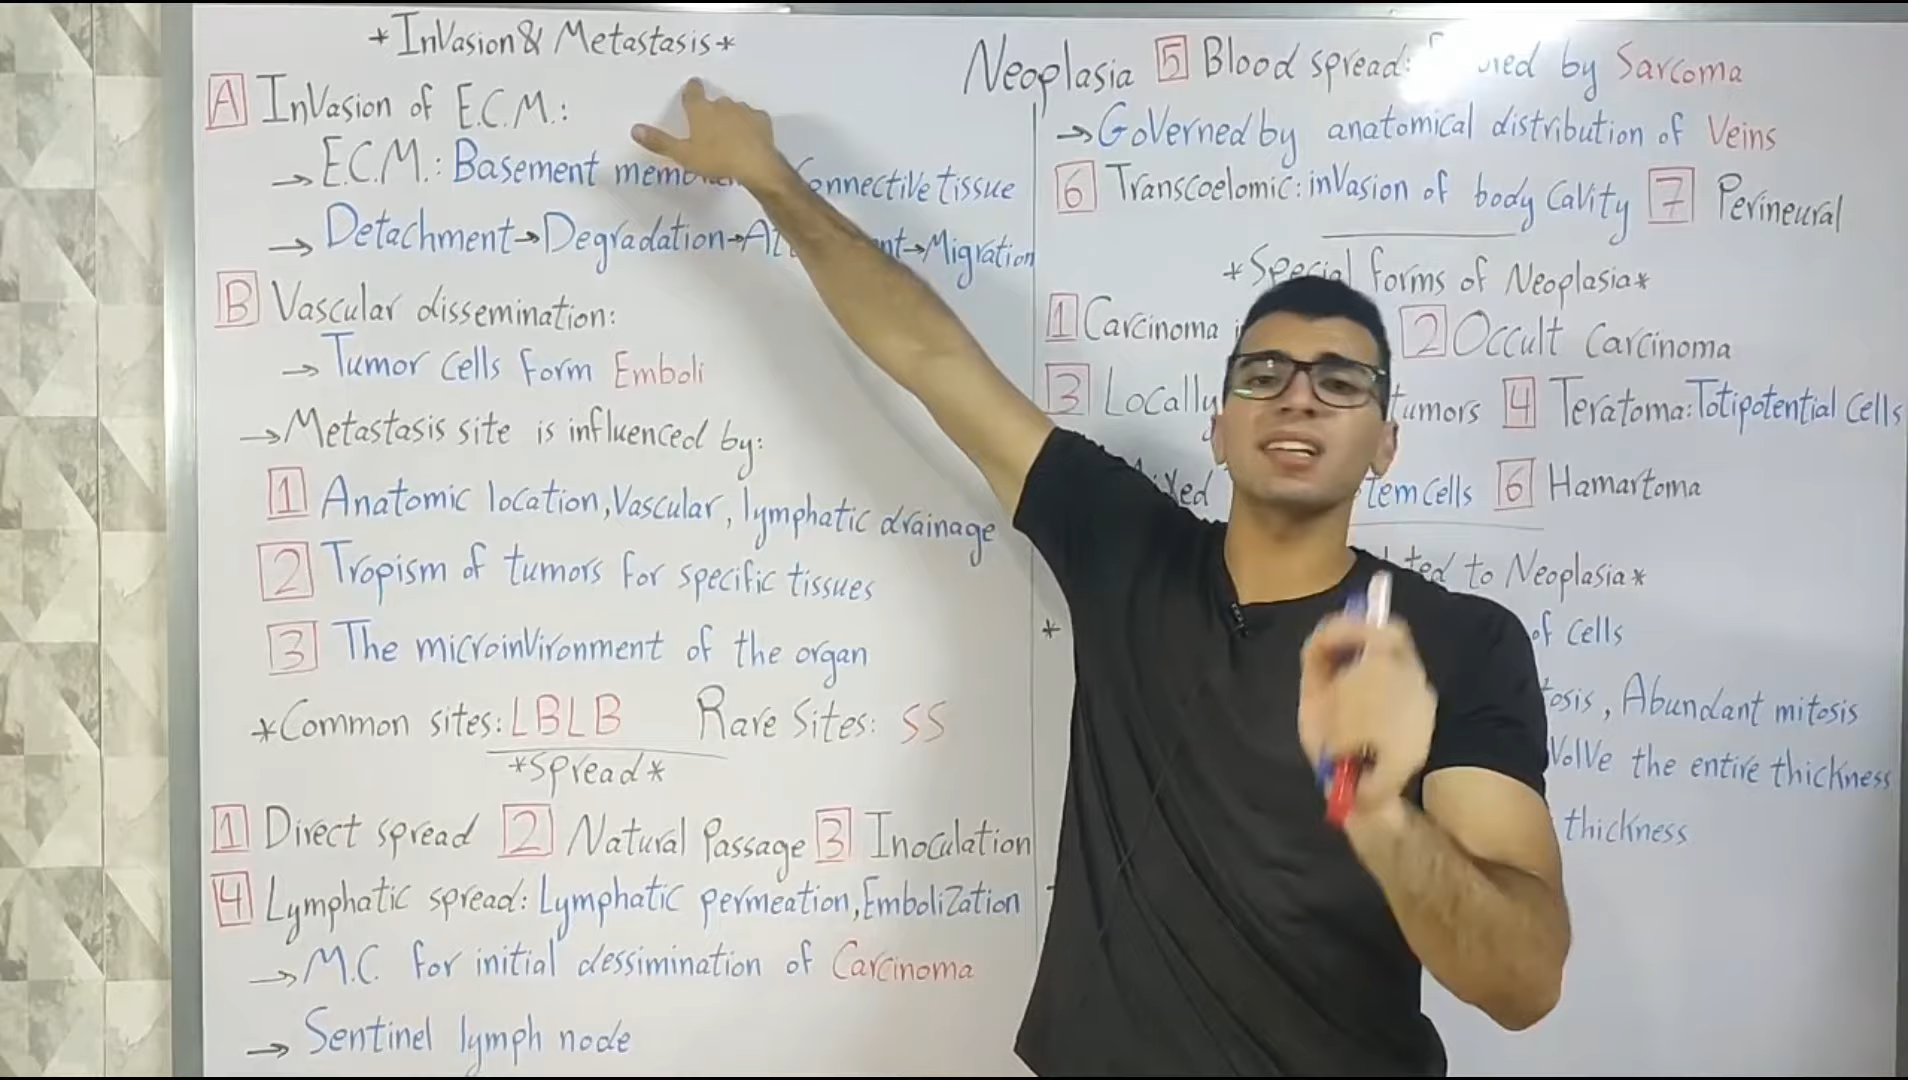 *Invasion & Metastasis*
A Invasion of E.C.M.:
→ E.C.M.: Basement Connective tissue
→ Detachment → Degradation → → Migration
B Vascular dissemination:
→ Tumor cells form Emboli
→ Metastasis site is influenced by:
1 Anatomic location, Vascular, lymphatic drainage
2 Tropism of tumors for specific tissues
3 The microinvironment of the organ
*Common sites: LBLB Rare Sites: SS
*Spread*
1 Direct spread 2 Natural Passage 3 Inoculation
4 Lymphatic spread: Lymphatic permeation, Embolization
→ M.C. for initial dessimination of Carcinoma
→ Sentinel lymph node
Neoplasia
5 Blood spread: by Sarcoma
→ Governed by anatomical distribution of Veins
6 Transcoelomic: invasion of body Cavity 7 Perineural
*Special forms of Neoplasia*
1 Carcinoma 2 Occult Carcinoma
3 Locally tumors 4 Teratoma: Totipotential Cells
Stem Cells 6 Hamartoma
to Neoplasia*
*
of cells
, Abundant mitosis
the entire thickness
thickness